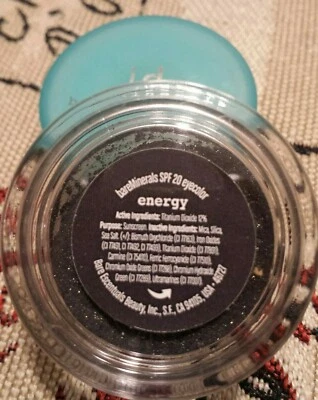 i.d.
bareMinerals SPF 20 eyecolor
energy
Active Ingredients: Titanium Dioxide 12%
Purpose: Sunscreen. Inactive Ingredients: Mica, Silica,
Sea Salt. (+/-): Bismuth Oxychloride (CI 77163), Iron Oxides
(CI 77491, CI 77492, CI 77499), Titanium Dioxide (CI 77891),
Carmine (CI 75470), Ferric Ferrocyanide (CI 77510),
Chromium Oxide Greens (CI 77288), Chromium Hydroxide
Green (CI 77289), Ultramarines (CI 77007)
Bare Escentuals Beauty, Inc., S.F., CA 94105 USA